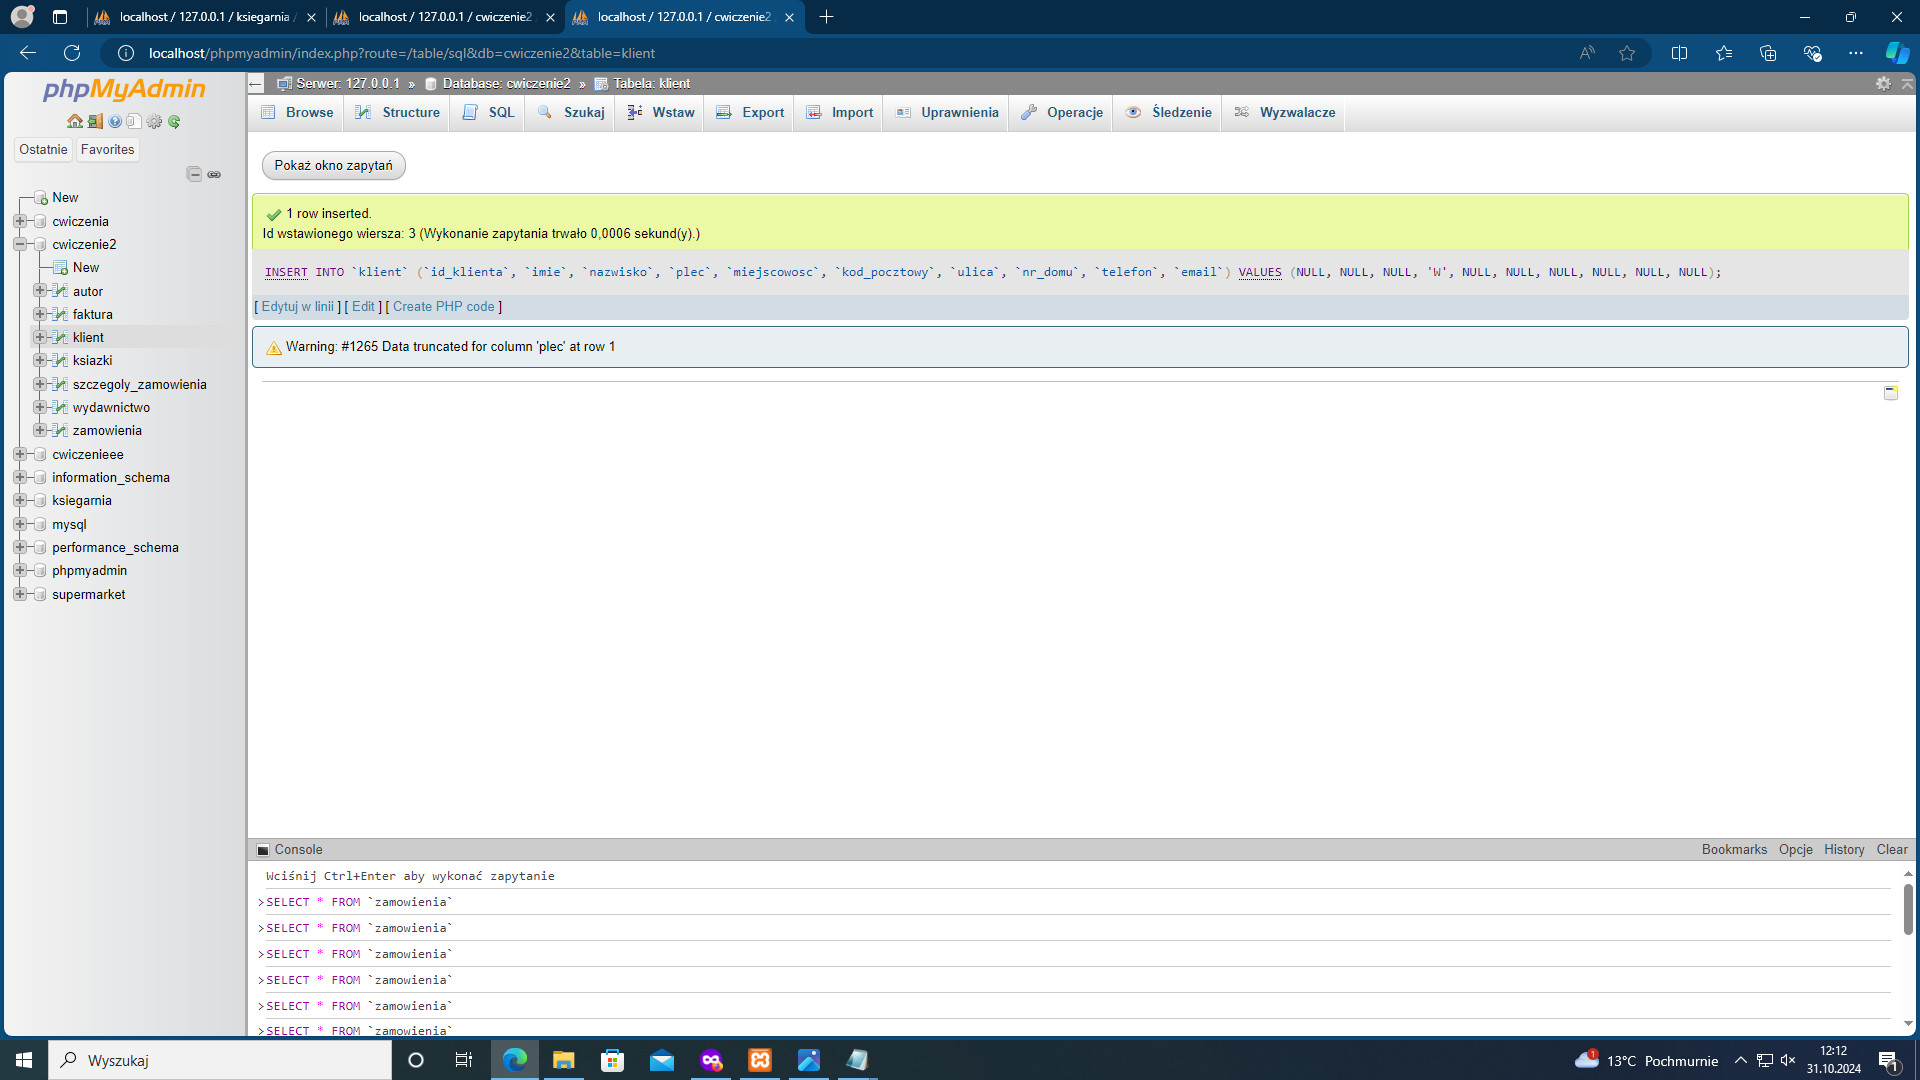 localhost / 127.0.0.1 / ksiegarnia /
localhost / 127.0.0.1 / cwiczenie2
localhost / 127.0.0.1 / cwiczenie2
localhost/phpmyadmin/index.php?route=/table/sql&db=cwiczenie2&table=klient
phpMyAdmin
Ostatnie Favorites
New
cwiczenia
cwiczenie2
New
autor
faktura
klient
ksiazki
szczegoly_zamowienia
wydawnictwo
zamowienia
cwiczenieee
information_schema
ksiegarnia
mysql
performance_schema
phpmyadmin
supermarket
Serwer: 127.0.0.1 » Database: cwiczenie2 » Tabela: klient
Browse Structure SQL Szukaj Wstaw Export Import Uprawnienia Operacje Śledzenie Wyzwalacze
Pokaż okno zapytań
1 row inserted.
Id wstawionego wiersza: 3 (Wykonanie zapytania trwało 0,0006 sekund(y).)
INSERT INTO `klient` (`id_klienta`, `imie`, `nazwisko`, `plec`, `miejscowosc`, `kod_pocztowy`, `ulica`, `nr_domu`, `telefon`, `email`) VALUES (NULL, NULL, NULL, 'W', NULL, NULL, NULL, NULL, NULL, NULL);
[ Edytuj w linii ] [ Edit ] [ Create PHP code ]
Warning: #1265 Data truncated for column 'plec' at row 1
Console Bookmarks Opcje History Clear
Wciśnij Ctrl+Enter aby wykonać zapytanie
>SELECT * FROM `zamowienia`
>SELECT * FROM `zamowienia`
>SELECT * FROM `zamowienia`
>SELECT * FROM `zamowienia`
>SELECT * FROM `zamowienia`
>SELECT * FROM `zamowienia`
Wyszukaj
1
13°C Pochmurnie
12:12
31.10.2024
1